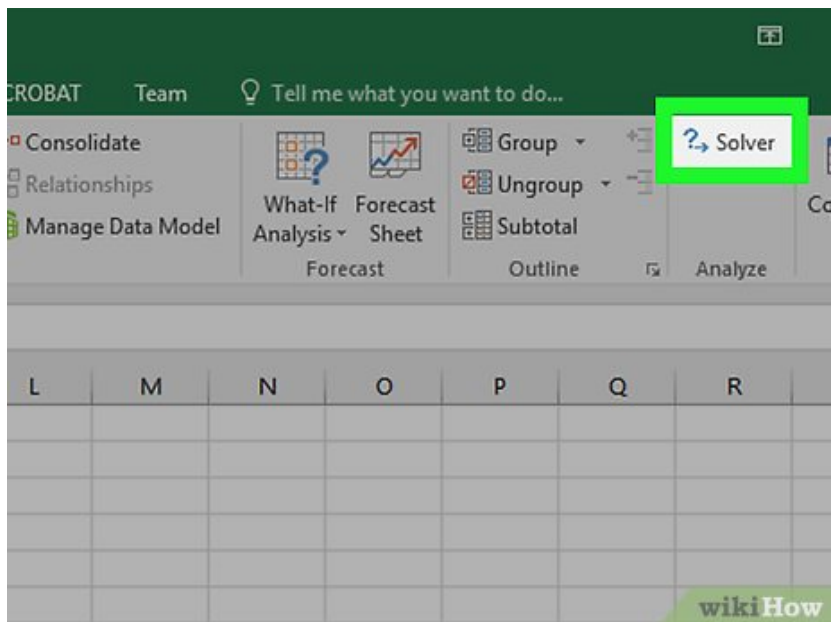 CROBAT Team Tell me what you want to do...
Consolidate
Relationships
Manage Data Model
What-If
Analysis
Forecast
Sheet
Forecast
Group
Ungroup
Subtotal
Outline
Solver
Analyze
Co
L M N O P Q R
wikiHow